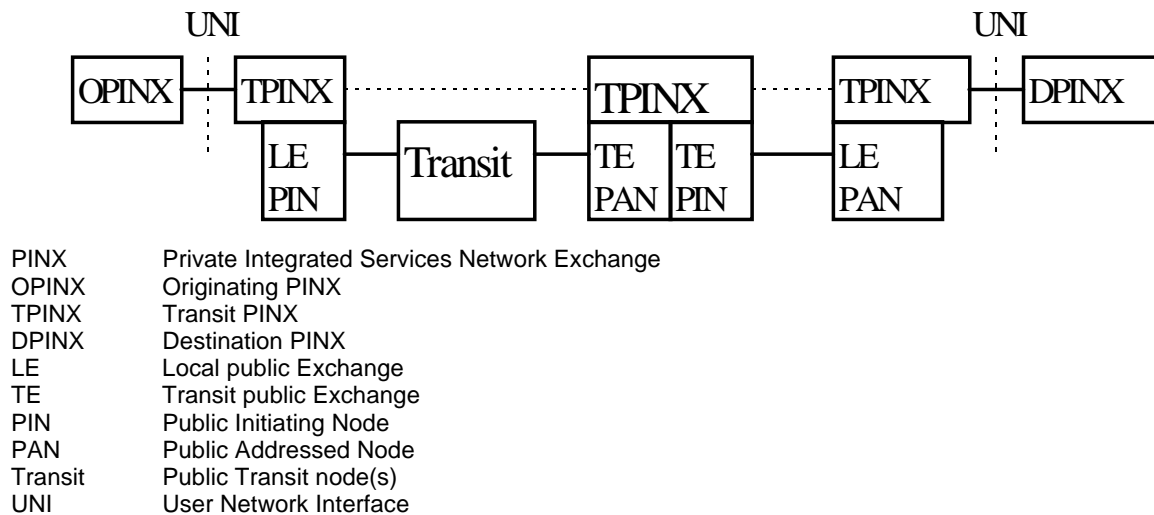 UNI UNI
OPINX TPINX TPINX TPINX DPINX
LE PIN Transit TE PAN TE PIN LE PAN
PINX Private Integrated Services Network Exchange
OPINX Originating PINX
TPINX Transit PINX
DPINX Destination PINX
LE Local public Exchange
TE Transit public Exchange
PIN Public Initiating Node
PAN Public Addressed Node
Transit Public Transit node(s)
UNI User Network Interface